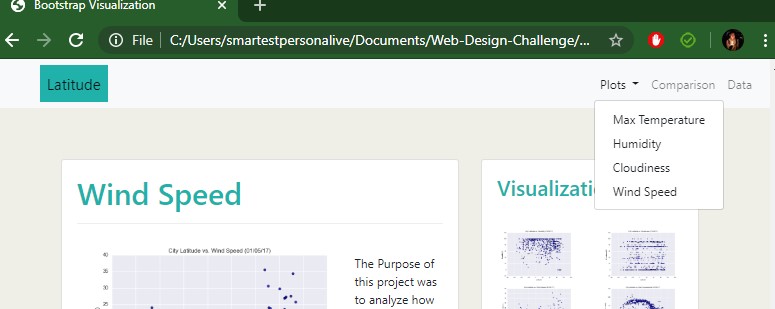 Bootstrap Visualization
File | C:/Users/smartestpersonalive/Documents/Web-Design-Challenge/...
Latitude
Plots Comparison Data
Max Temperature
Humidity
Cloudiness
Wind Speed
Wind Speed
Visualizati
City Latitude vs. Wind Speed (01/05/17)
40
35
30
25
The Purpose of
this project was
to analyze how